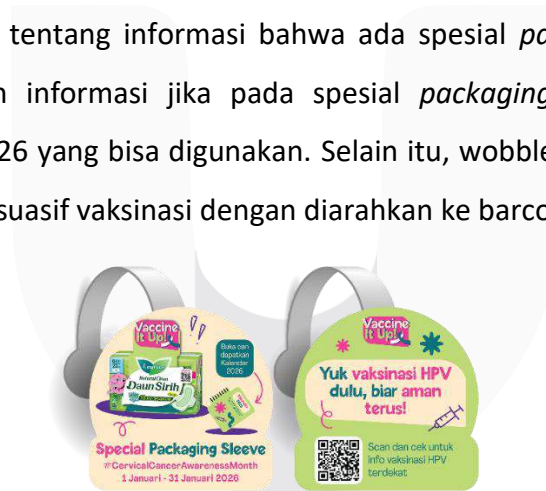 tentang informasi bahwa ada spesial
informasi jika pada spesial packaging
26 yang bisa digunakan. Selain itu, wobble
suasif vaksinasi dengan diarahkan ke barco
Vaccine
It Up!
Buka dan
dapatkan
Kalender
2026
Laurier
Natural Clean
Daun Sirih
Special Packaging Sleeve
#CervicalCancerAwarenessMonth
1 Januari - 31 Januari 2026
Vaccine
It Up!
Yuk vaksinasi HPV
dulu, biar aman
terus!
Scan dan cek untuk
info vaksinasi HPV
terdekat